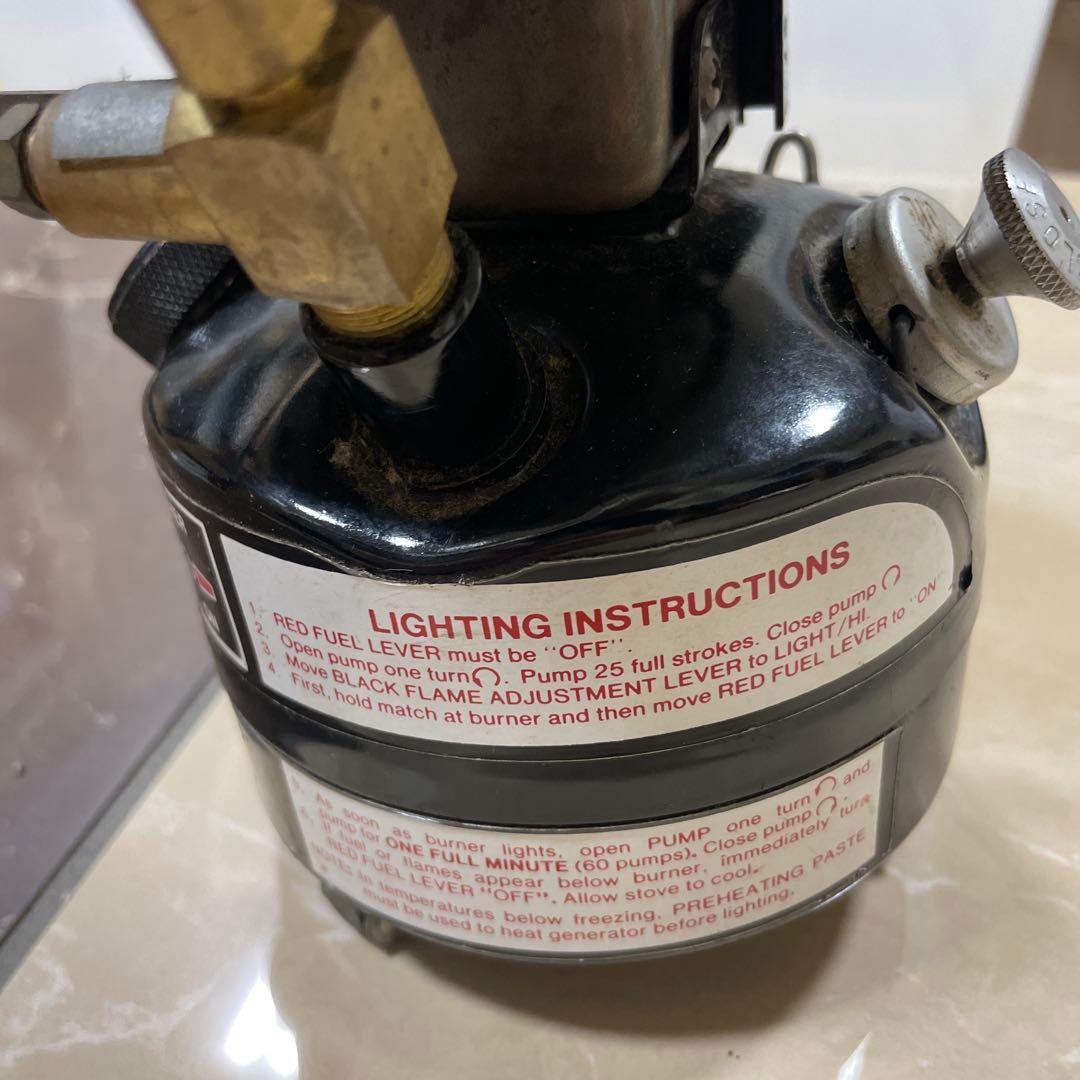 LIGHTING INSTRUCTIONS
1. RED FUEL LEVER must be "OFF".
2. Open pump one turn. Pump 25 full strokes. Close pump
3. Move BLACK FLAME ADJUSTMENT LEVER to LIGHT/HI.
4. First, hold match at burner and then move RED FUEL LEVER to "ON"
5. As soon as burner lights, open PUMP one turn and
pump for ONE FULL MINUTE (60 pumps). Close pump.
6. If fuel or flames appear below burner, immediately turn
RED FUEL LEVER "OFF". Allow stove to cool.
NOTE: In temperatures below freezing, PREHEATING PASTE
must be used to heat generator before lighting.